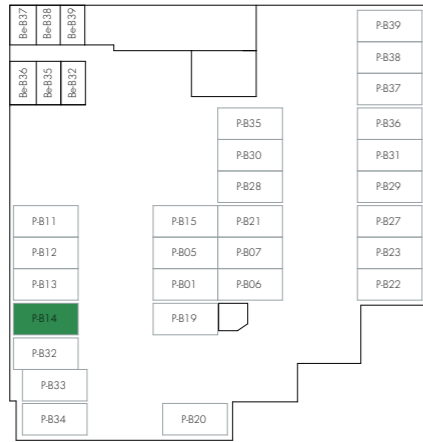 Be-B37 Be-B38 Be-B39
Be-B36 Be-B35 Be-B32
P-B39
P-B38
P-B37
P-B35 P-B36
P-B30 P-B31
P-B28 P-B29
P-B11 P-B15 P-B21 P-B27
P-B12 P-B05 P-B07 P-B23
P-B13 P-B01 P-B06 P-B22
P-B14 P-B19
P-B32
P-B33
P-B34 P-B20